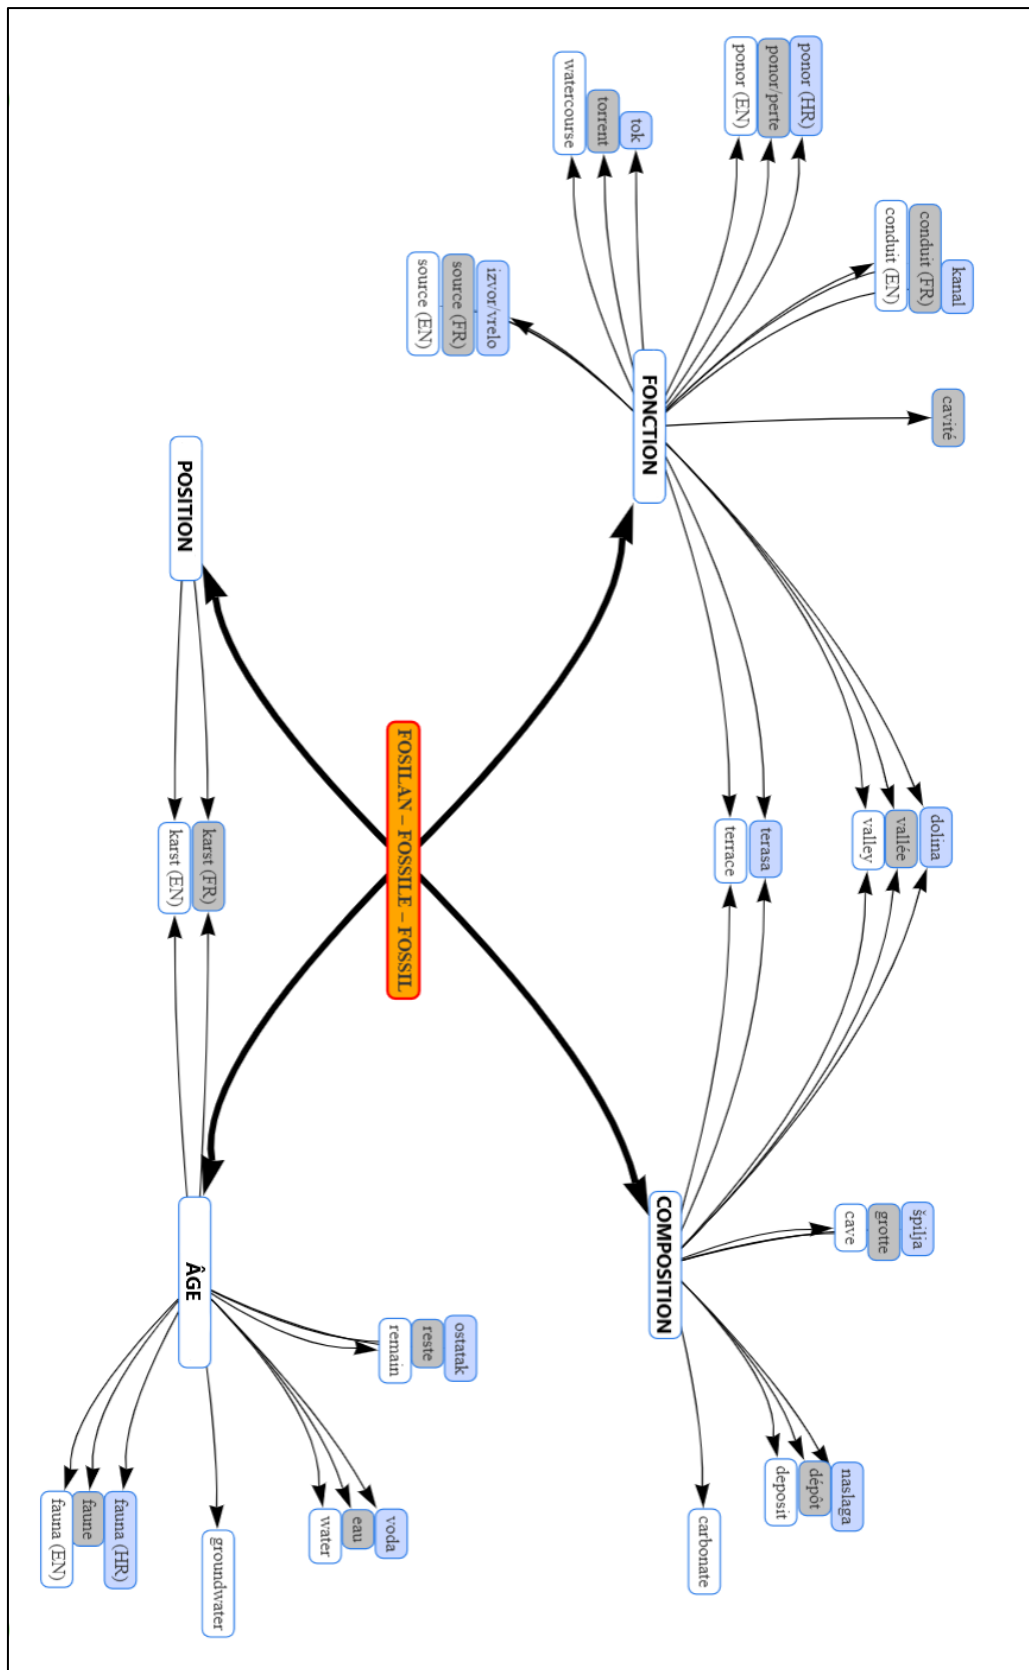 ponor (HR)
ponor/perte
ponor (EN)
tok
torrent
watercourse
kanal
conduit (FR)
conduit (EN)
cavité
izvor/vrelo
source (FR)
source (EN)
FONCTION
POSITION
dolina
vallée
valley
terasa
terrace
FOSILAN – FOSSILE – FOSSIL
karst (FR)
karst (EN)
COMPOSITION
špilja
grotte
cave
naslaga
dépôt
deposit
carbonate
ÂGE
ostatak
reste
remain
voda
eau
water
groundwater
fauna (HR)
faune
fauna (EN)